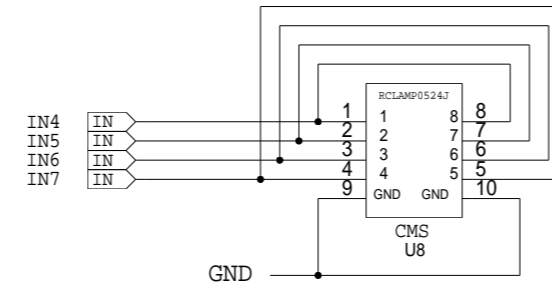 RCLAMP0524J
IN4 IN 1 1 8 8
IN5 IN 2 2 7 7
IN6 IN 3 3 6 6
IN7 IN 4 4 5 5
9 GND GND 10
CMS
U8
GND